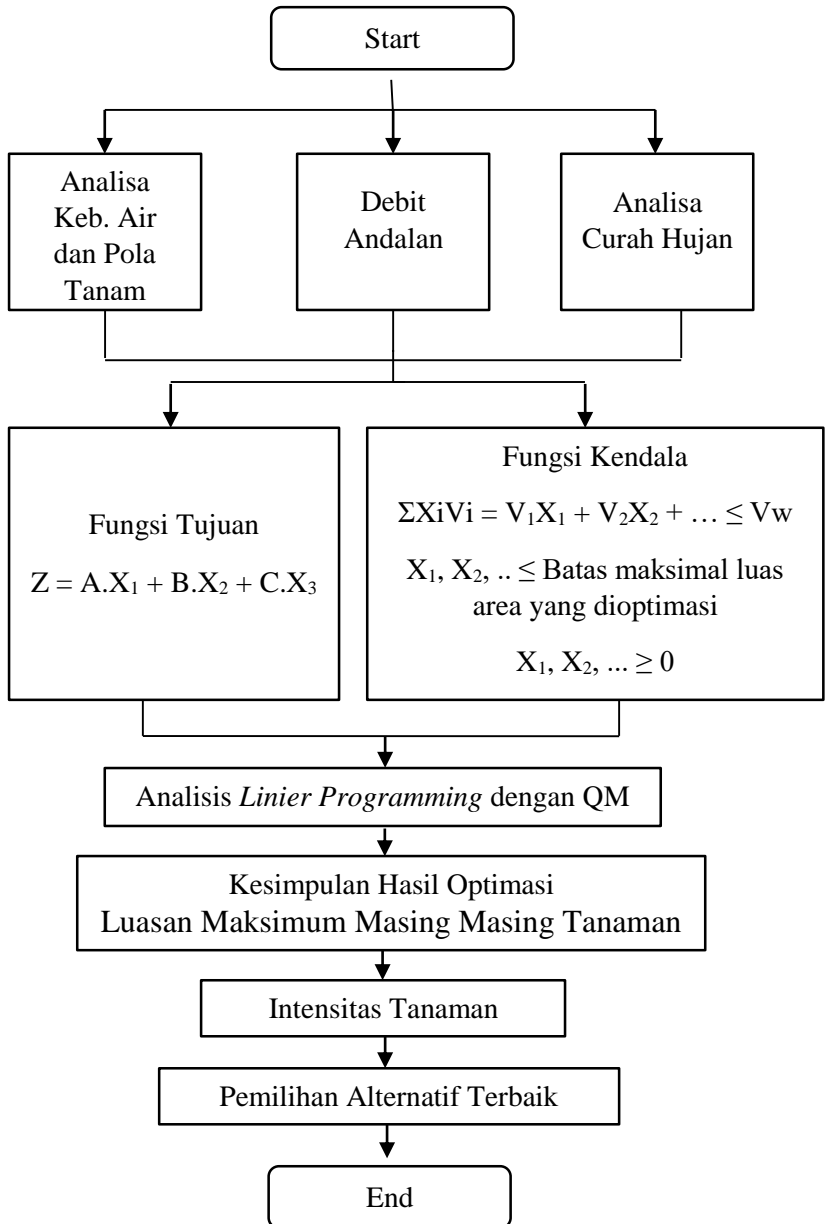 Start
Analisa
Keb. Air
dan Pola
Tanam
Debit
Andalan
Analisa
Curah Hujan
Fungsi Tujuan
Z = A.X₁ + B.X₂ + C.X₃
Fungsi Kendala
ΣXiVi = V₁X₁ + V₂X₂ + … ≤ Vw
X₁, X₂, .. ≤ Batas maksimal luas
area yang dioptimasi
X₁, X₂, ... ≥ 0
Analisis Linier Programming dengan QM
Kesimpulan Hasil Optimasi
Luasan Maksimum Masing Masing Tanaman
Intensitas Tanaman
Pemilihan Alternatif Terbaik
End